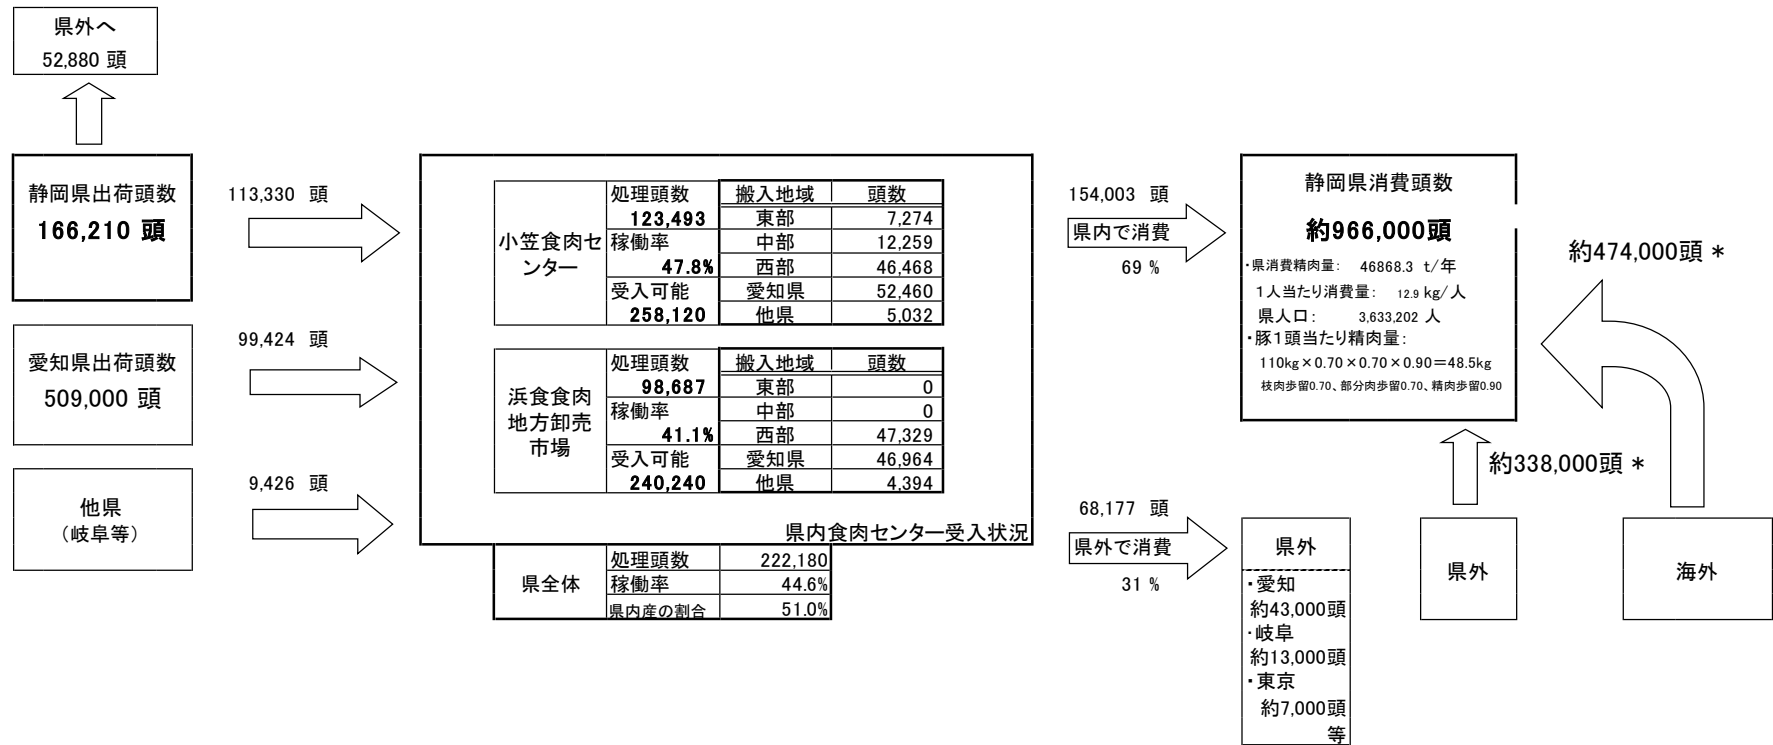 県外へ
52,880 頭
静岡県出荷頭数
166,210 頭
113,330 頭
愛知県出荷頭数
509,000 頭
99,424 頭
他県
（岐阜等）
9,426 頭
小笠食肉センター
処理頭数
123,493
稼働率
47.8%
受入可能
258,120
搬入地域 頭数
東部 7,274
中部 12,259
西部 46,468
愛知県 52,460
他県 5,032
浜食食肉
地方卸売
市場
処理頭数
98,687
稼働率
41.1%
受入可能
240,240
搬入地域 頭数
東部 0
中部 0
西部 47,329
愛知県 46,964
他県 4,394
県内食肉センター受入状況
県全体
処理頭数 222,180
稼働率 44.6%
県内産の割合 51.0%
154,003 頭
県内で消費
69 %
68,177 頭
県外で消費
31 %
静岡県消費頭数
約966,000頭
・県消費精肉量： 46868.3 t/年
1人当たり消費量： 12.9 kg/人
県人口： 3,633,202 人
・豚1頭当たり精肉量：
110kg×0.70×0.70×0.90＝48.5kg
枝肉歩留0.70、部分肉歩留0.70、精肉歩留0.90
約474,000頭＊
約338,000頭＊
県外
・愛知
約43,000頭
・岐阜
約13,000頭
・東京
約7,000頭
等
県外
海外